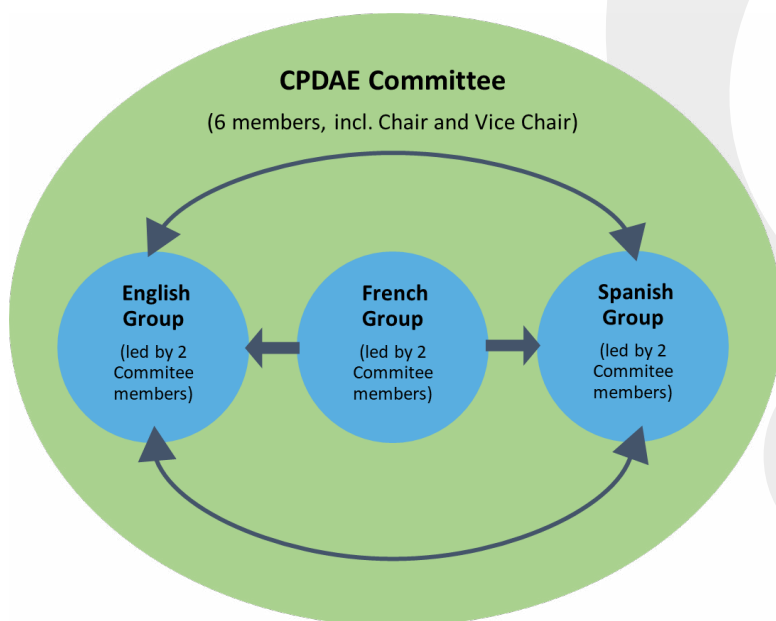 CPDAE Committee
(6 members, incl. Chair and Vice Chair)
English
Group
(led by 2
Commitee
members)
French
Group
(led by 2
Commitee
members)
Spanish
Group
(led by 2
Commitee
members)